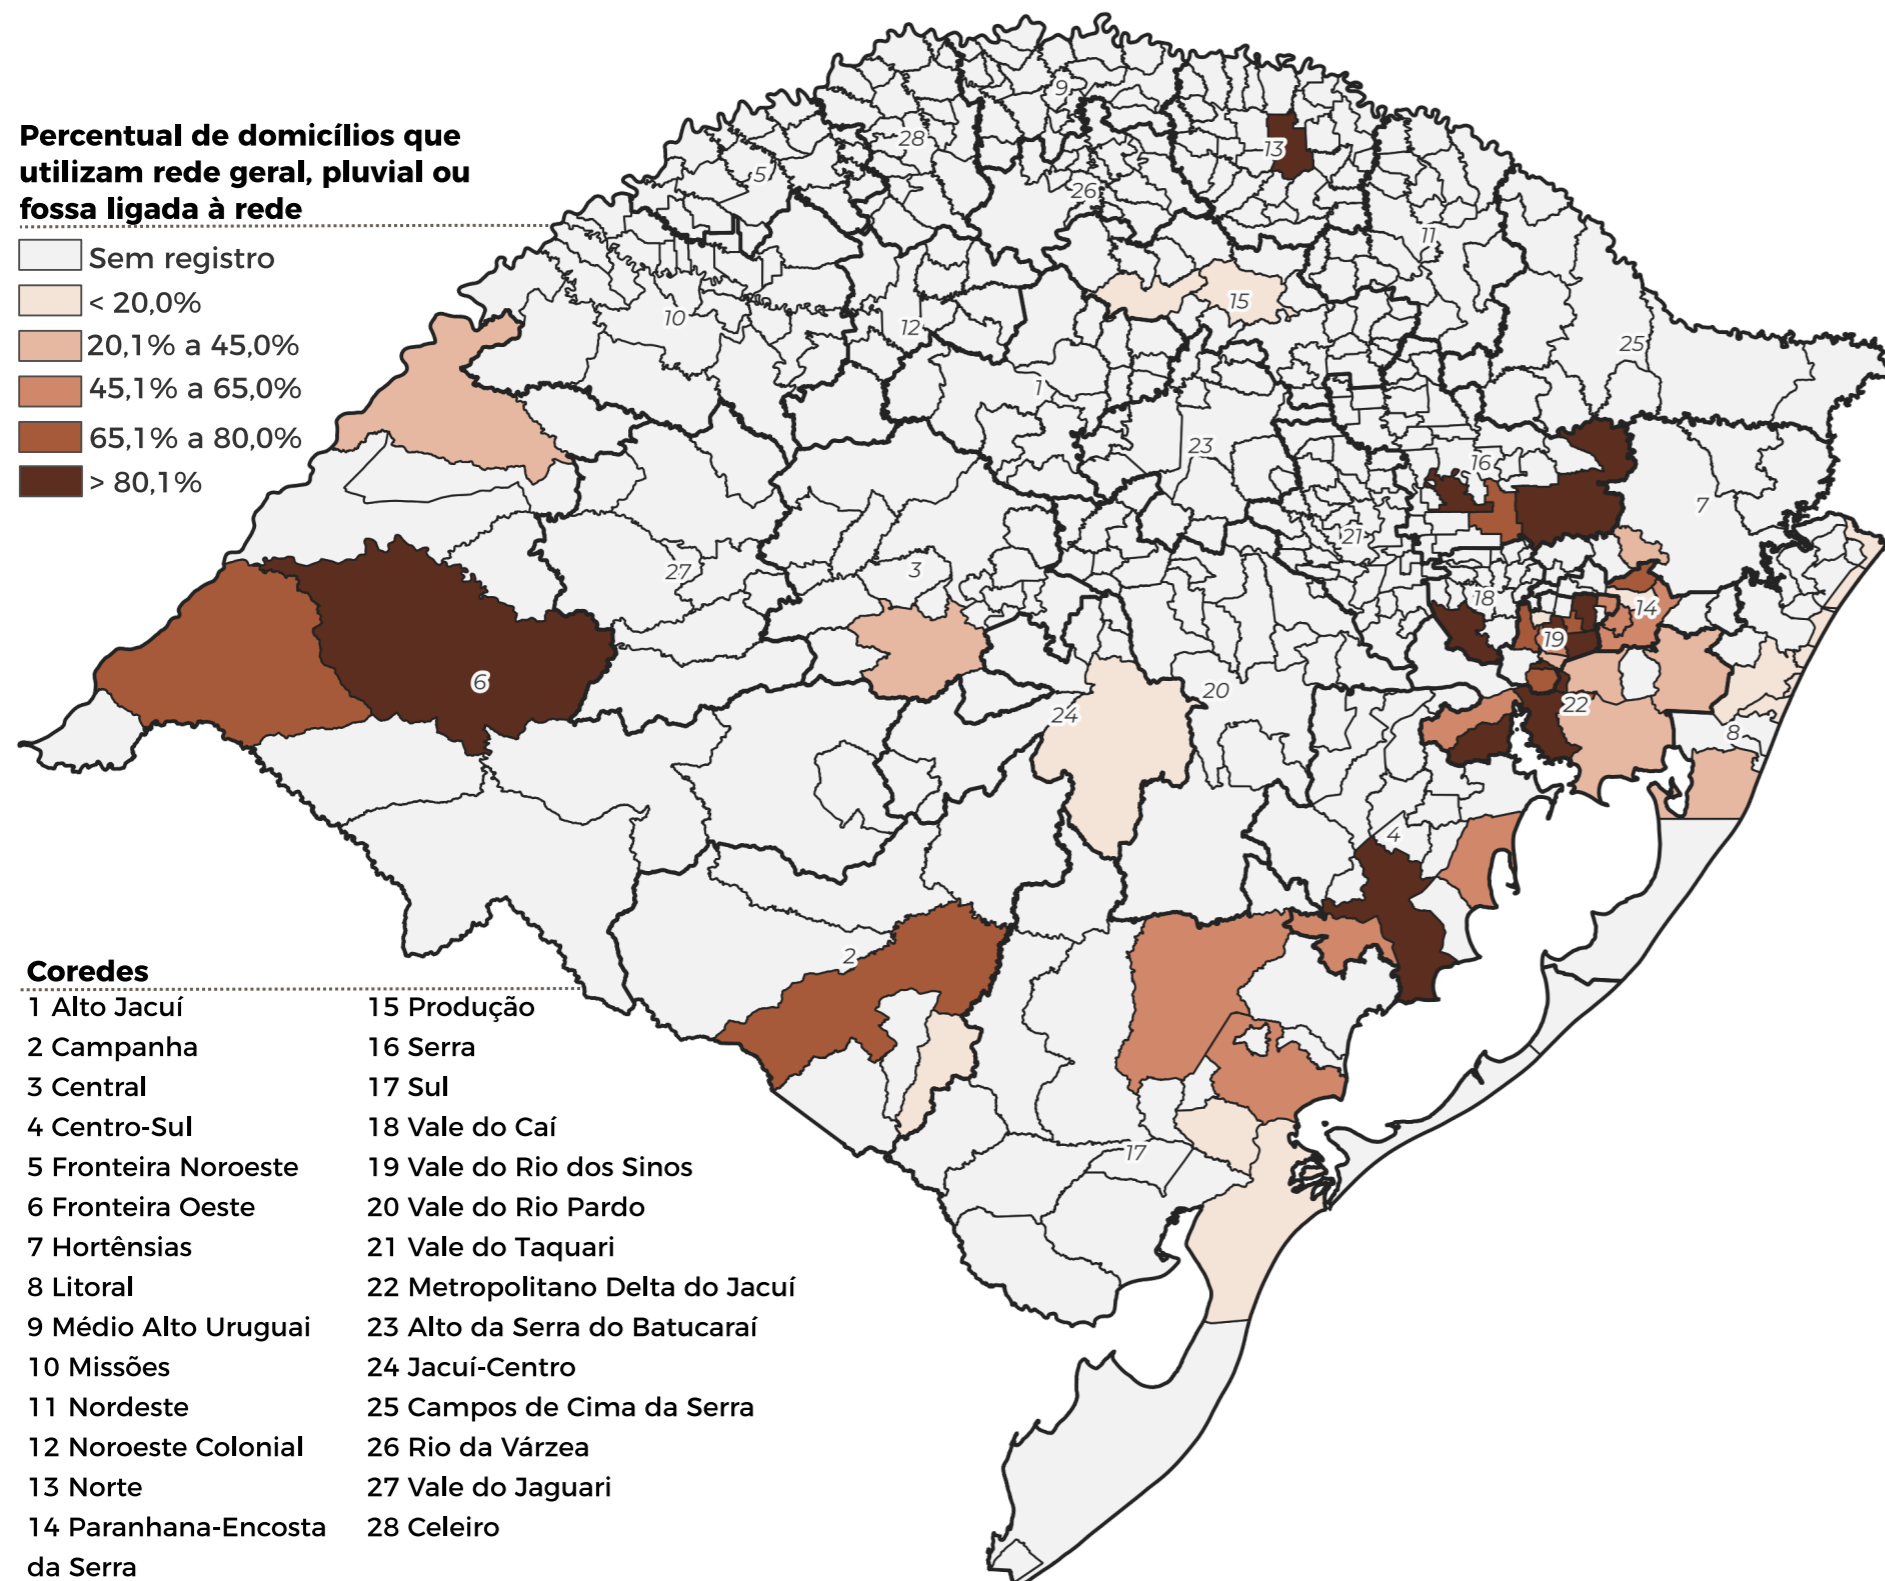 Percentual de domicílios que
utilizam rede geral, pluvial ou
fossa ligada à rede
Sem registro
< 20,0%
20,1% a 45,0%
45,1% a 65,0%
65,1% a 80,0%
> 80,1%
9
28
13
5
26
11
15
10
12
25
1
23
16
7
21
27
3
18
14
19
6
20
24
22
8
4
2
17
Coredes
1 Alto Jacuí
2 Campanha
3 Central
4 Centro-Sul
5 Fronteira Noroeste
6 Fronteira Oeste
7 Hortênsias
8 Litoral
9 Médio Alto Uruguai
10 Missões
11 Nordeste
12 Noroeste Colonial
13 Norte
14 Paranhana-Encosta
da Serra
15 Produção
16 Serra
17 Sul
18 Vale do Caí
19 Vale do Rio dos Sinos
20 Vale do Rio Pardo
21 Vale do Taquari
22 Metropolitano Delta do Jacuí
23 Alto da Serra do Batucaraí
24 Jacuí-Centro
25 Campos de Cima da Serra
26 Rio da Várzea
27 Vale do Jaguari
28 Celeiro